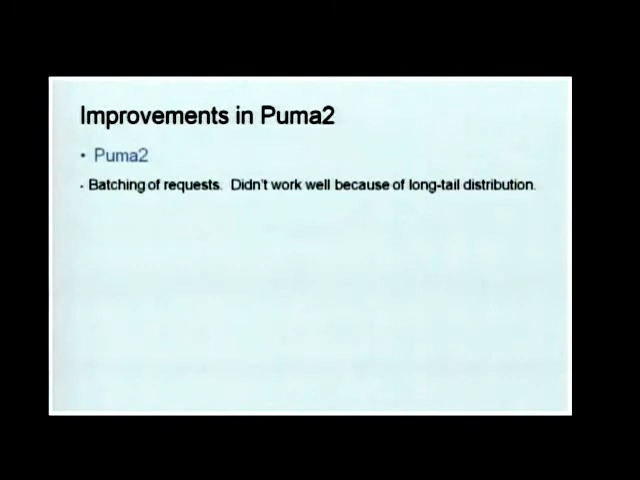 Improvements in Puma2
• Puma2
- Batching of requests.  Didn't work well because of long-tail distribution.